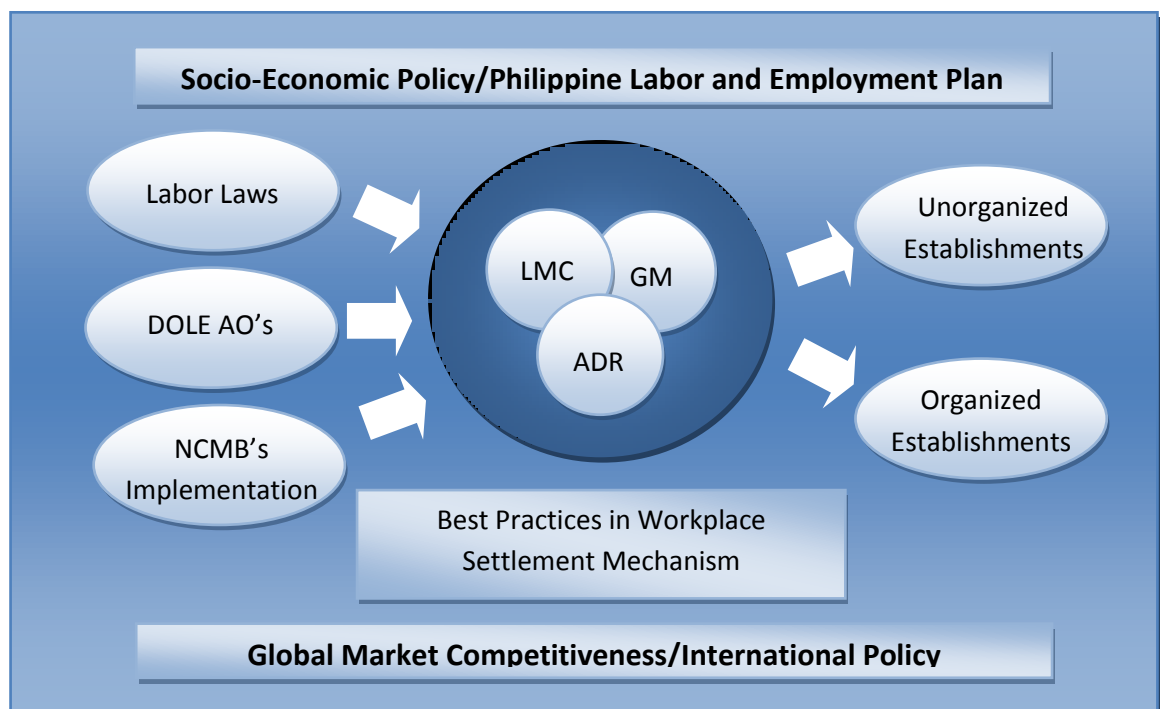 Socio-Economic Policy/Philippine Labor and Employment Plan
Labor Laws
DOLE AO’s
NCMB’s
Implementation
LMC
GM
ADR
Unorganized
Establishments
Organized
Establishments
Best Practices in Workplace
Settlement Mechanism
Global Market Competitiveness/International Policy